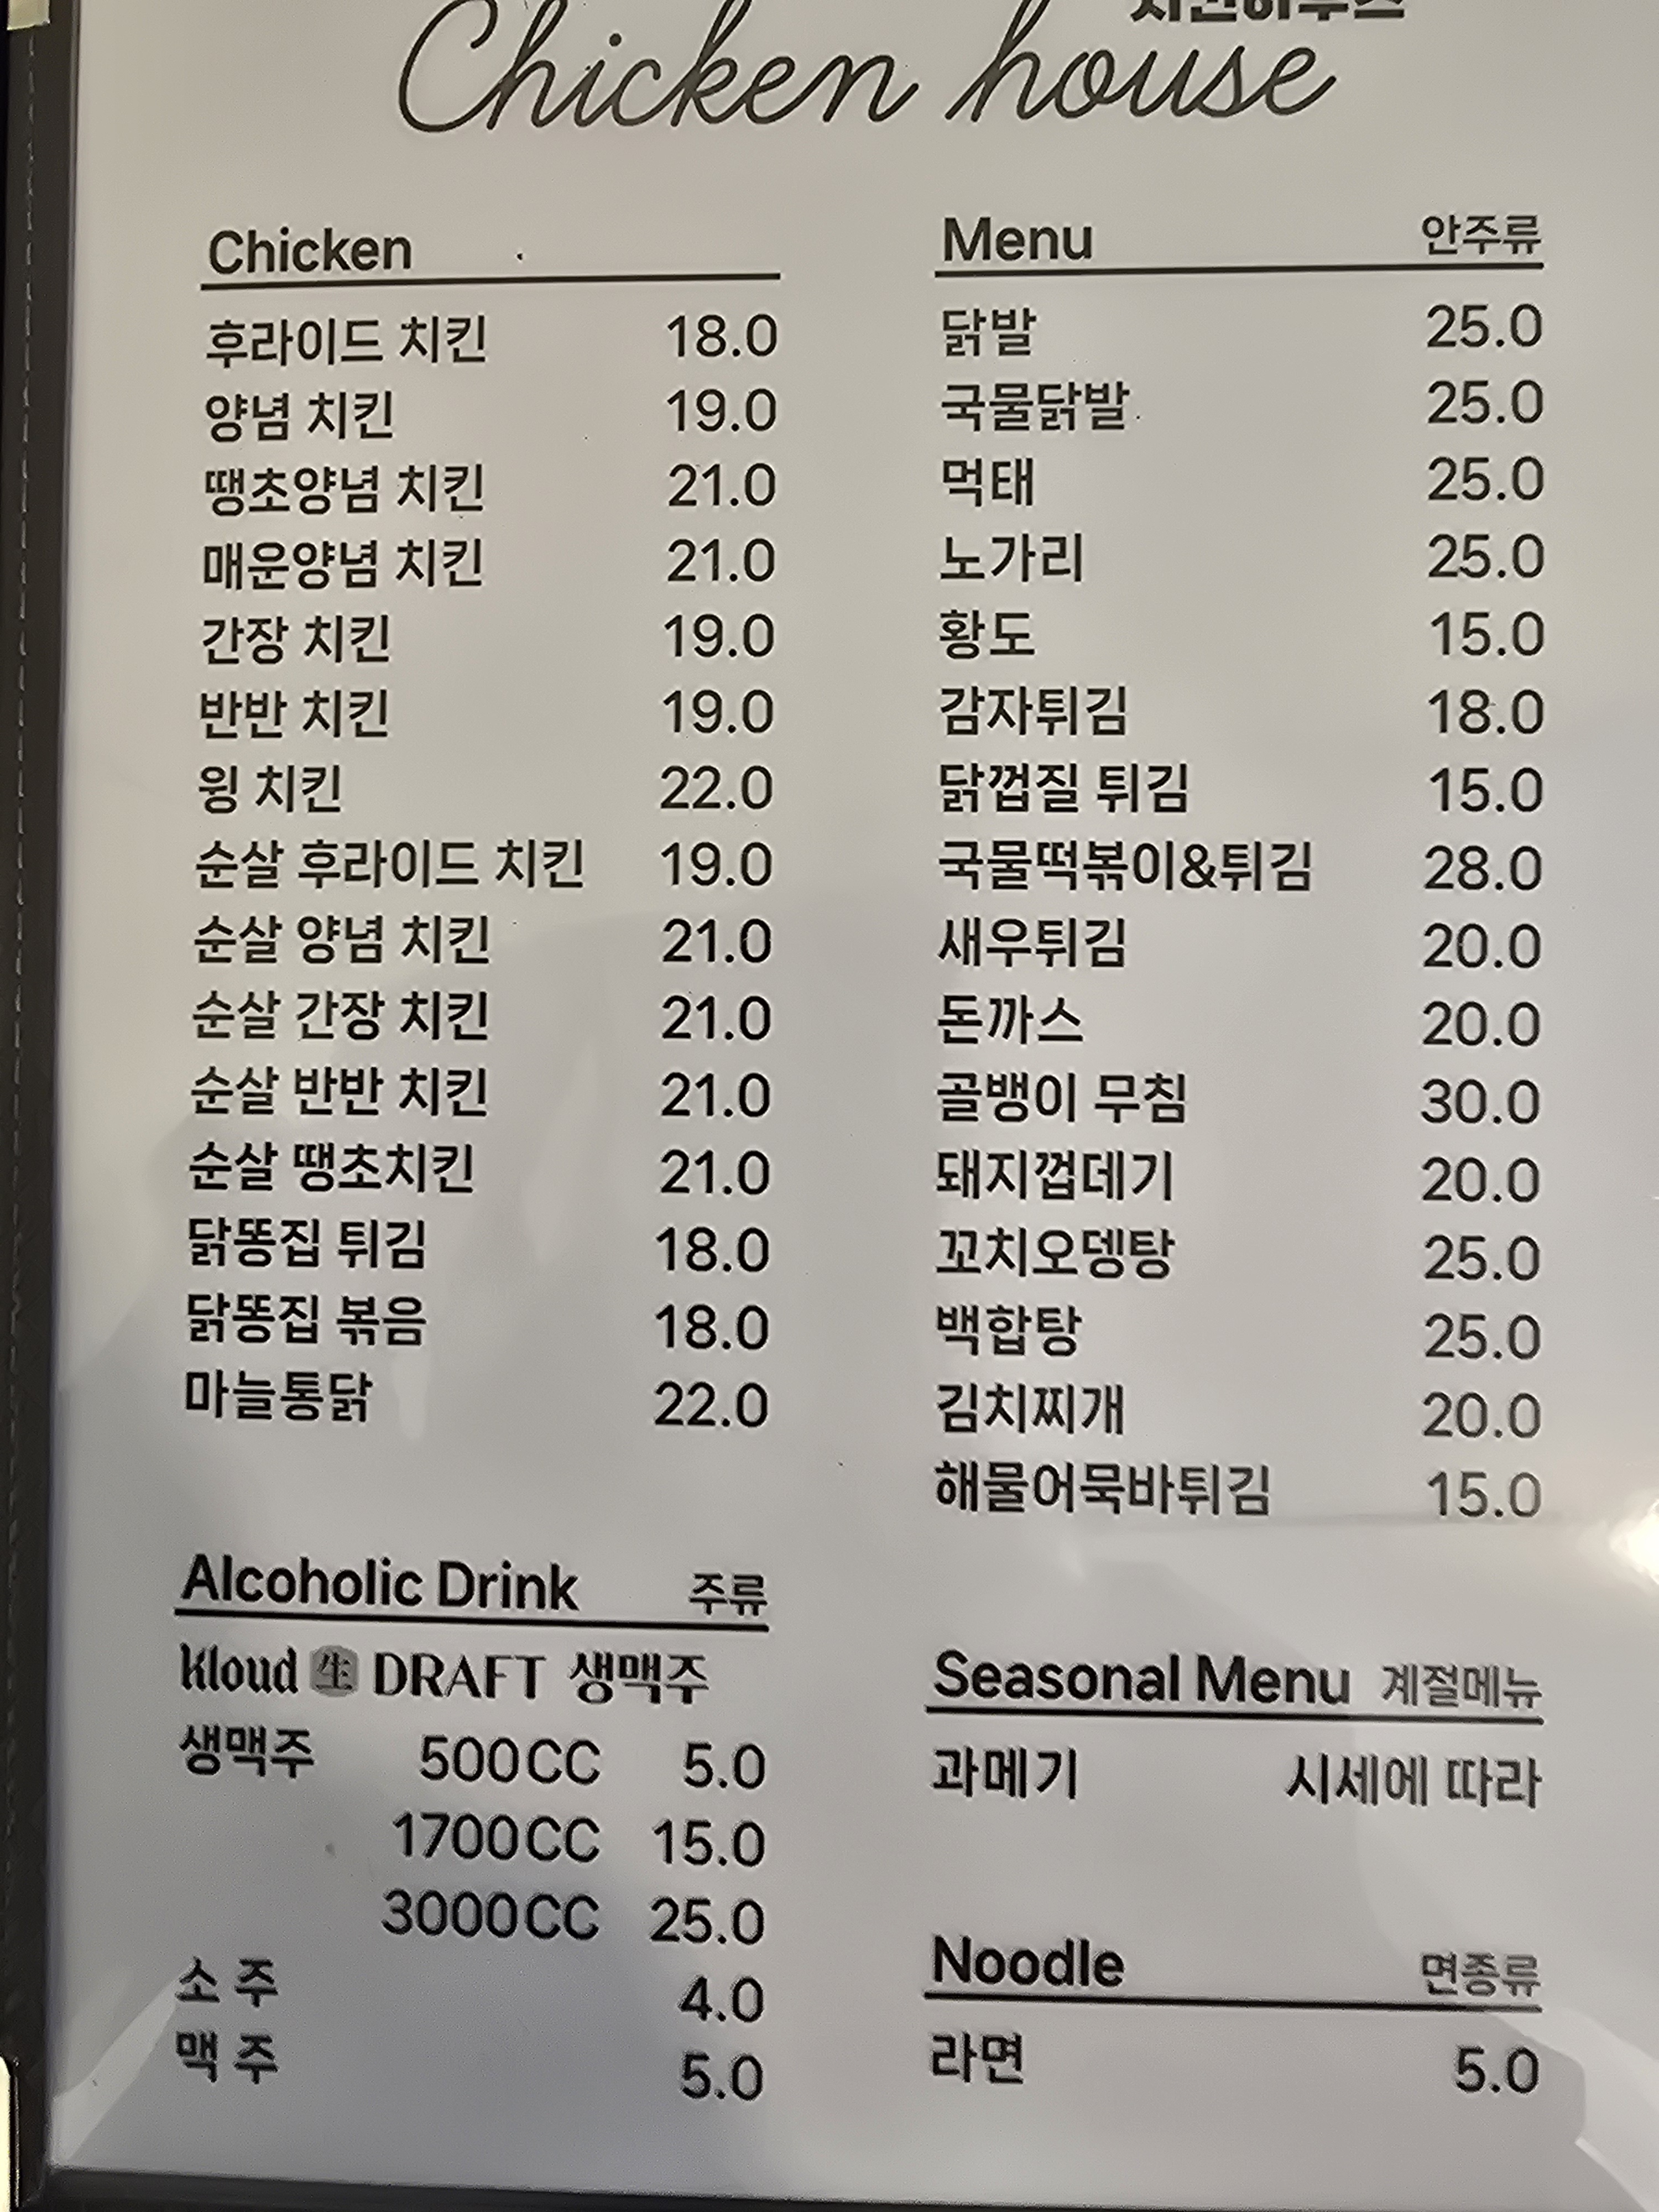 치킨하우스
Chicken house
Chicken
후라이드 치킨 18.0
양념 치킨 19.0
땡초양념 치킨 21.0
매운양념 치킨 21.0
간장 치킨 19.0
반반 치킨 19.0
윙 치킨 22.0
순살 후라이드 치킨 19.0
순살 양념 치킨 21.0
순살 간장 치킨 21.0
순살 반반 치킨 21.0
순살 땡초치킨 21.0
닭똥집 튀김 18.0
닭똥집 볶음 18.0
마늘통닭 22.0
Alcoholic Drink 주류
Kloud 生 DRAFT 생맥주
생맥주 500CC 5.0
1700CC 15.0
3000CC 25.0
소 주 4.0
맥 주 5.0
Menu 안주류
닭발 25.0
국물닭발 25.0
먹태 25.0
노가리 25.0
황도 15.0
감자튀김 18.0
닭껍질 튀김 15.0
국물떡볶이&튀김 28.0
새우튀김 20.0
돈까스 20.0
골뱅이 무침 30.0
돼지껍데기 20.0
꼬치오뎅탕 25.0
백합탕 25.0
김치찌개 20.0
해물어묵바튀김 15.0
Seasonal Menu 계절메뉴
과메기 시세에 따라
Noodle 면종류
라면 5.0